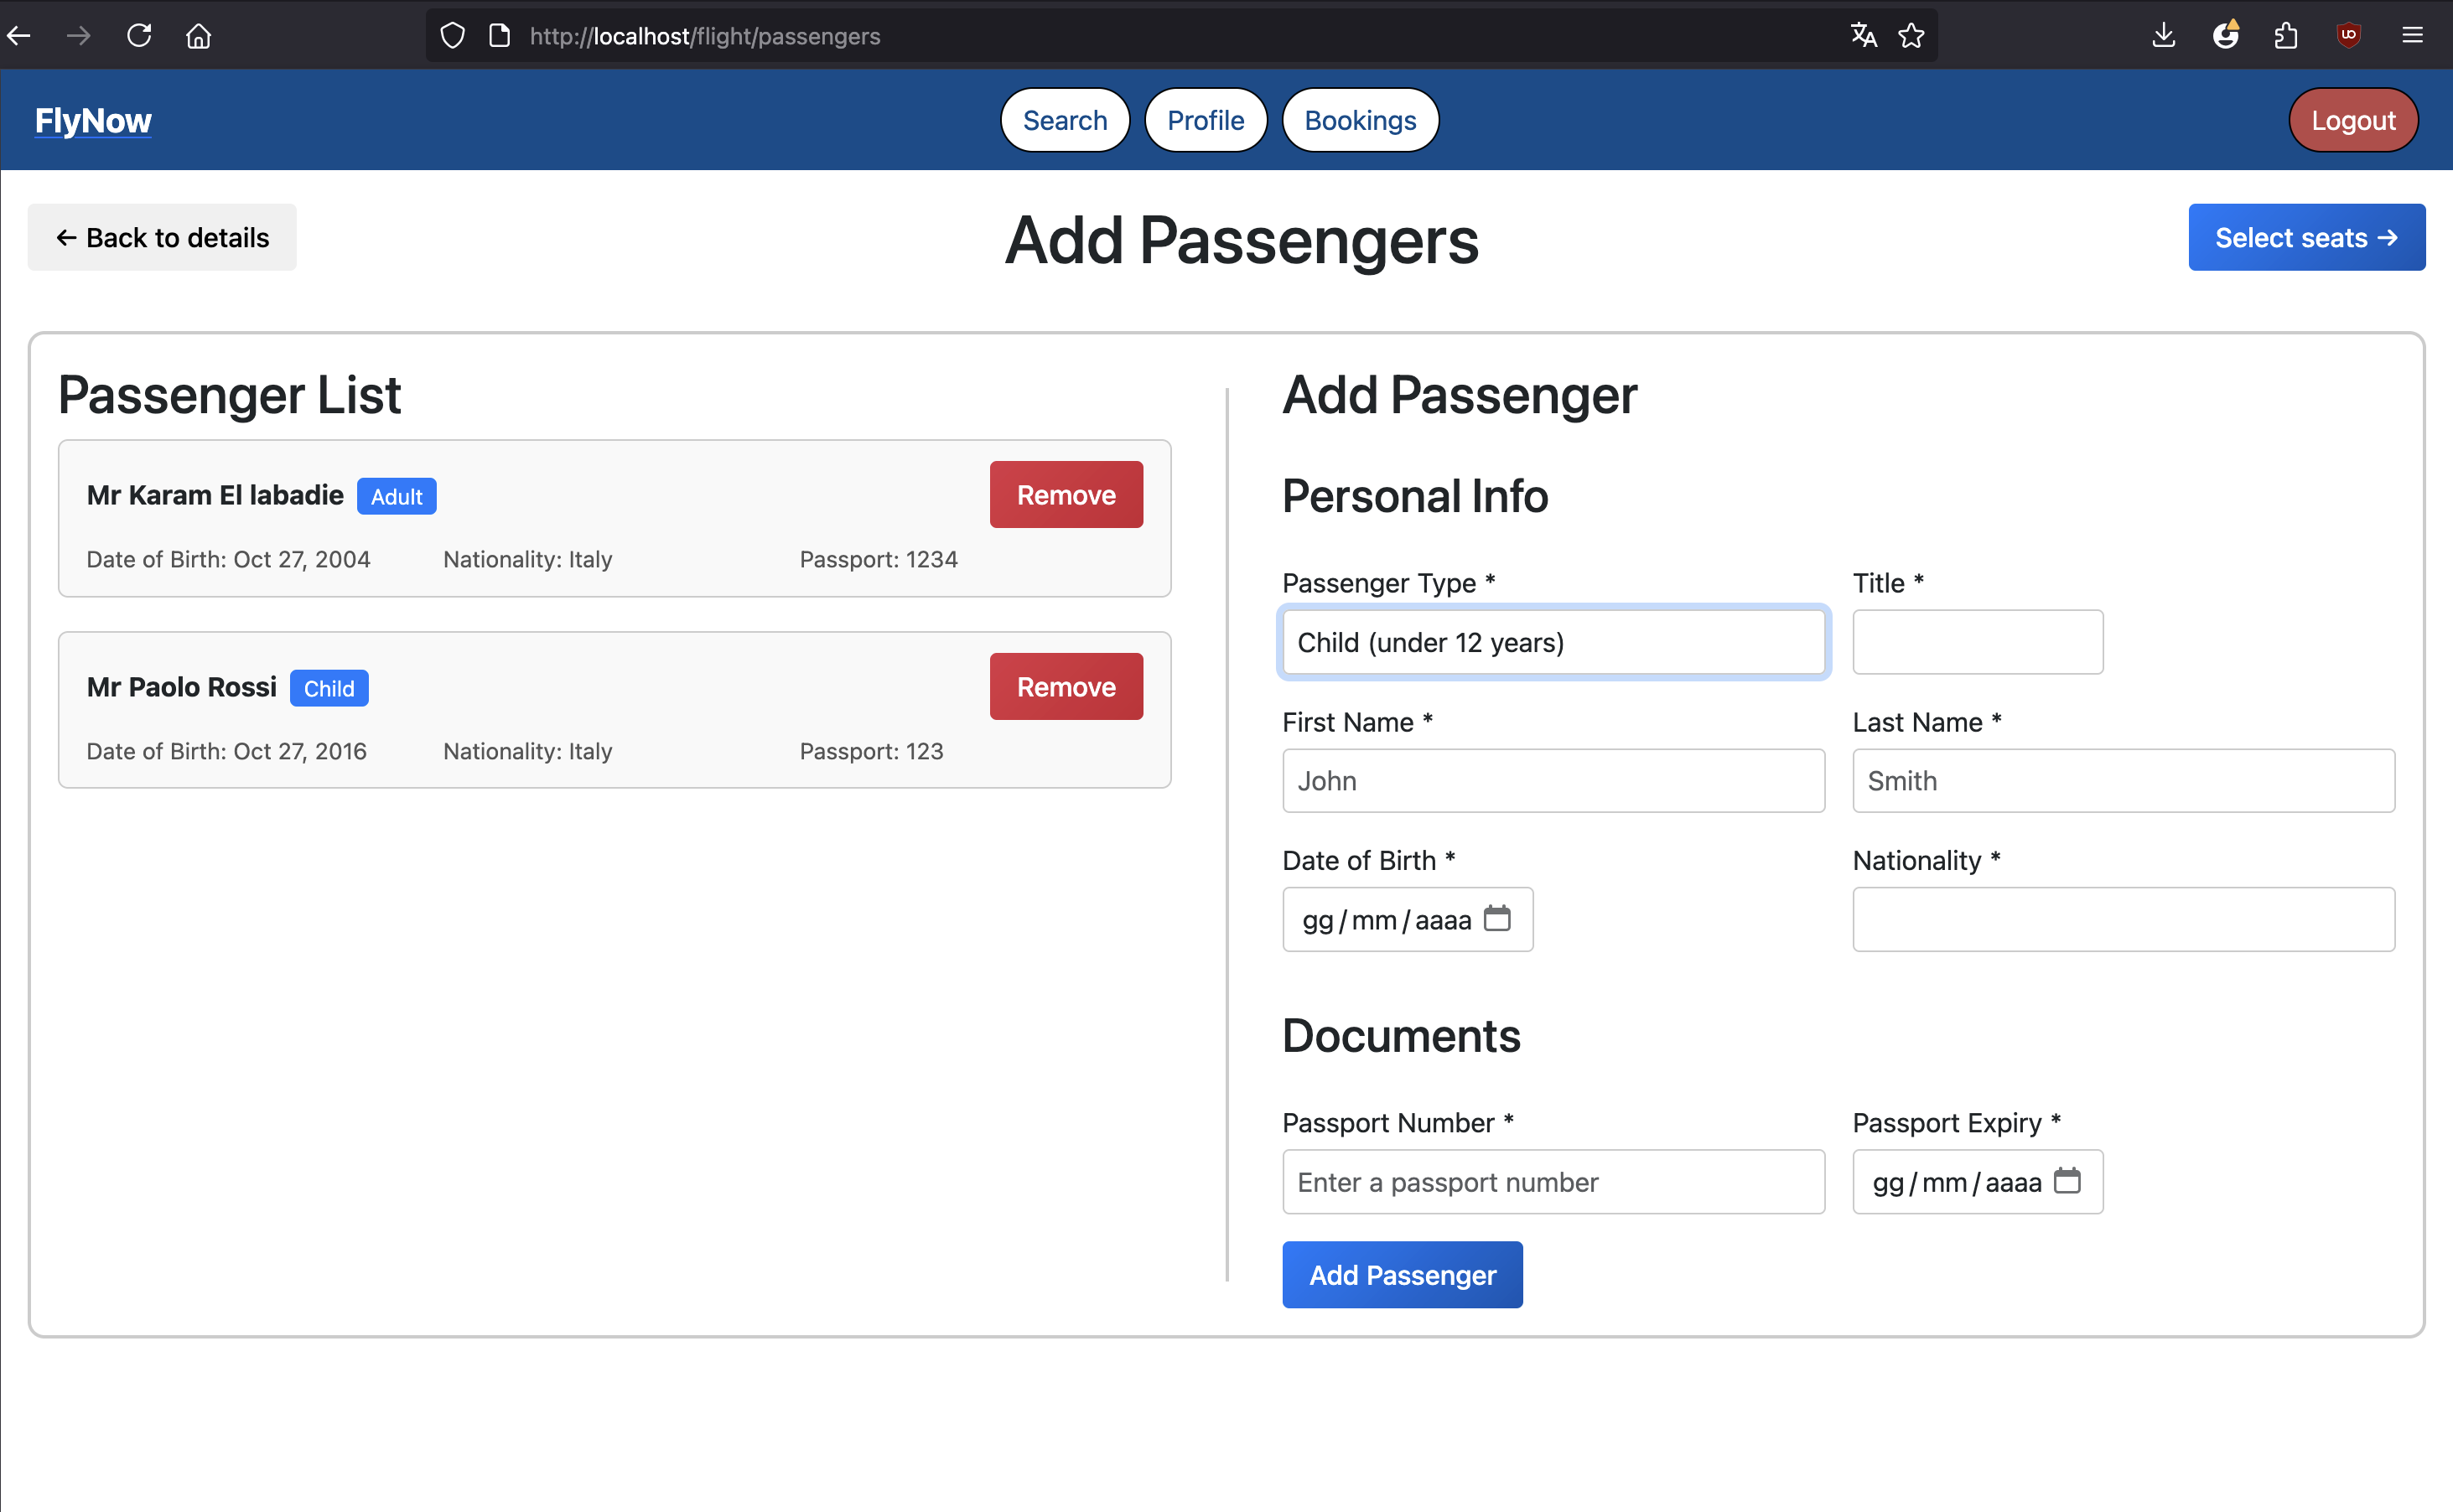 http://localhost/flight/passengers
FlyNow
Search
Profile
Bookings
Logout
← Back to details
Add Passengers
Select seats →
Passenger List
Mr Karam El labadie Adult
Remove
Date of Birth: Oct 27, 2004 Nationality: Italy Passport: 1234
Mr Paolo Rossi Child
Remove
Date of Birth: Oct 27, 2016 Nationality: Italy Passport: 123
Add Passenger
Personal Info
Passenger Type * Title *
Child (under 12 years)
First Name * Last Name *
John Smith
Date of Birth * Nationality *
gg/mm/aaaa
Documents
Passport Number * Passport Expiry *
Enter a passport number gg/mm/aaaa
Add Passenger